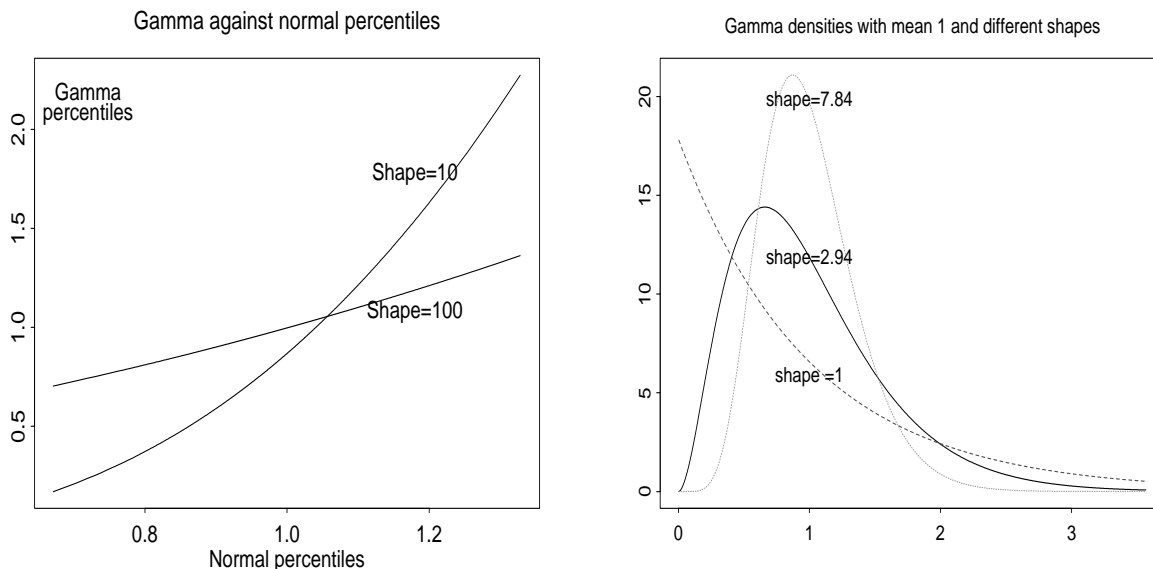 Gamma against normal percentiles
Gamma
percentiles
Shape=10
Shape=100
0.5
1.0
1.5
2.0
0.8
1.0
1.2
Normal percentiles
Gamma densities with mean 1 and different shapes
shape=7.84
shape=2.94
shape =1
0
5
10
15
20
0
1
2
3